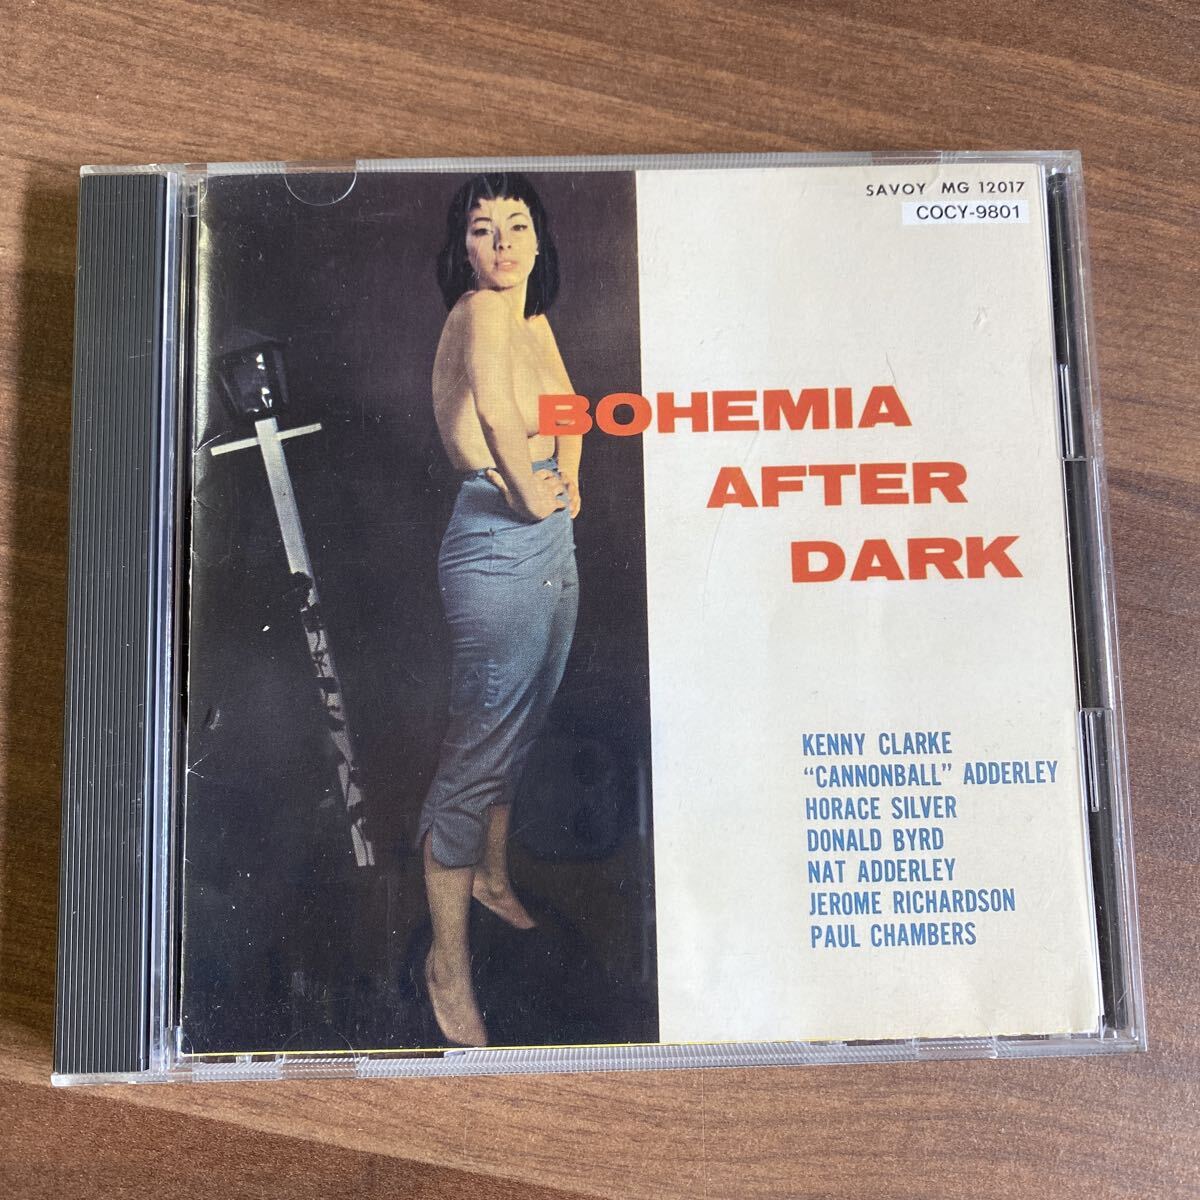 SAVOY MG 12017
COCY-9801
BOHEMIA
AFTER
DARK
KENNY CLARKE
“CANNONBALL” ADDERLEY
HORACE SILVER
DONALD BYRD
NAT ADDERLEY
JEROME RICHARDSON
PAUL CHAMBERS